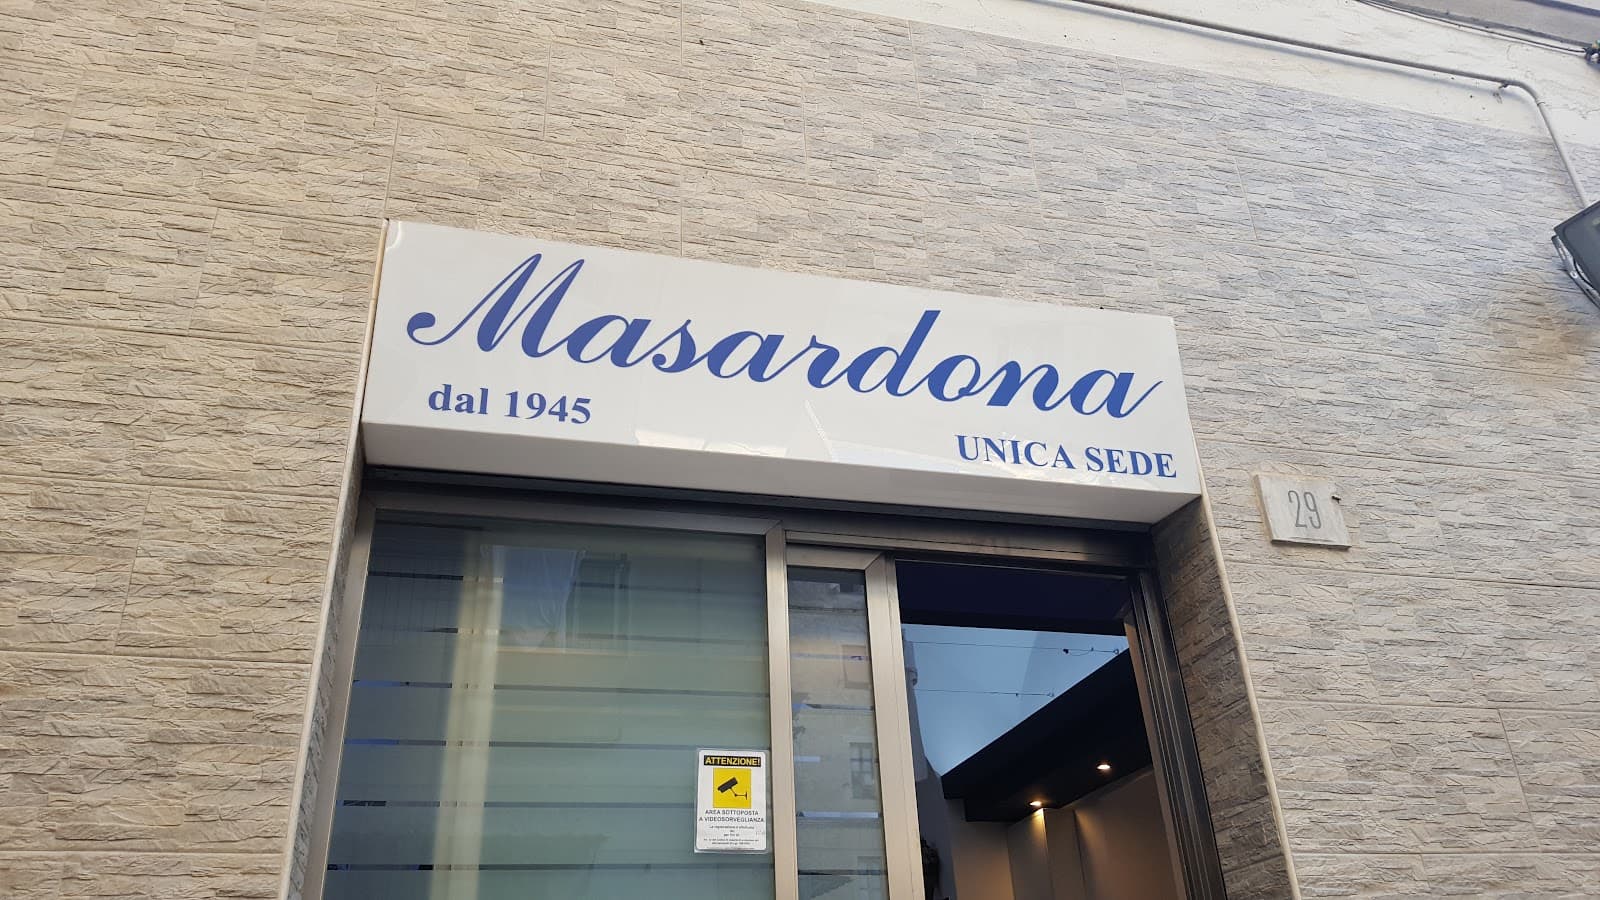 Masardona
dal 1945
UNICA SEDE
29
ATTENZIONE!
AREA SOTTOPOSTA
A VIDEOSORVEGLIANZA